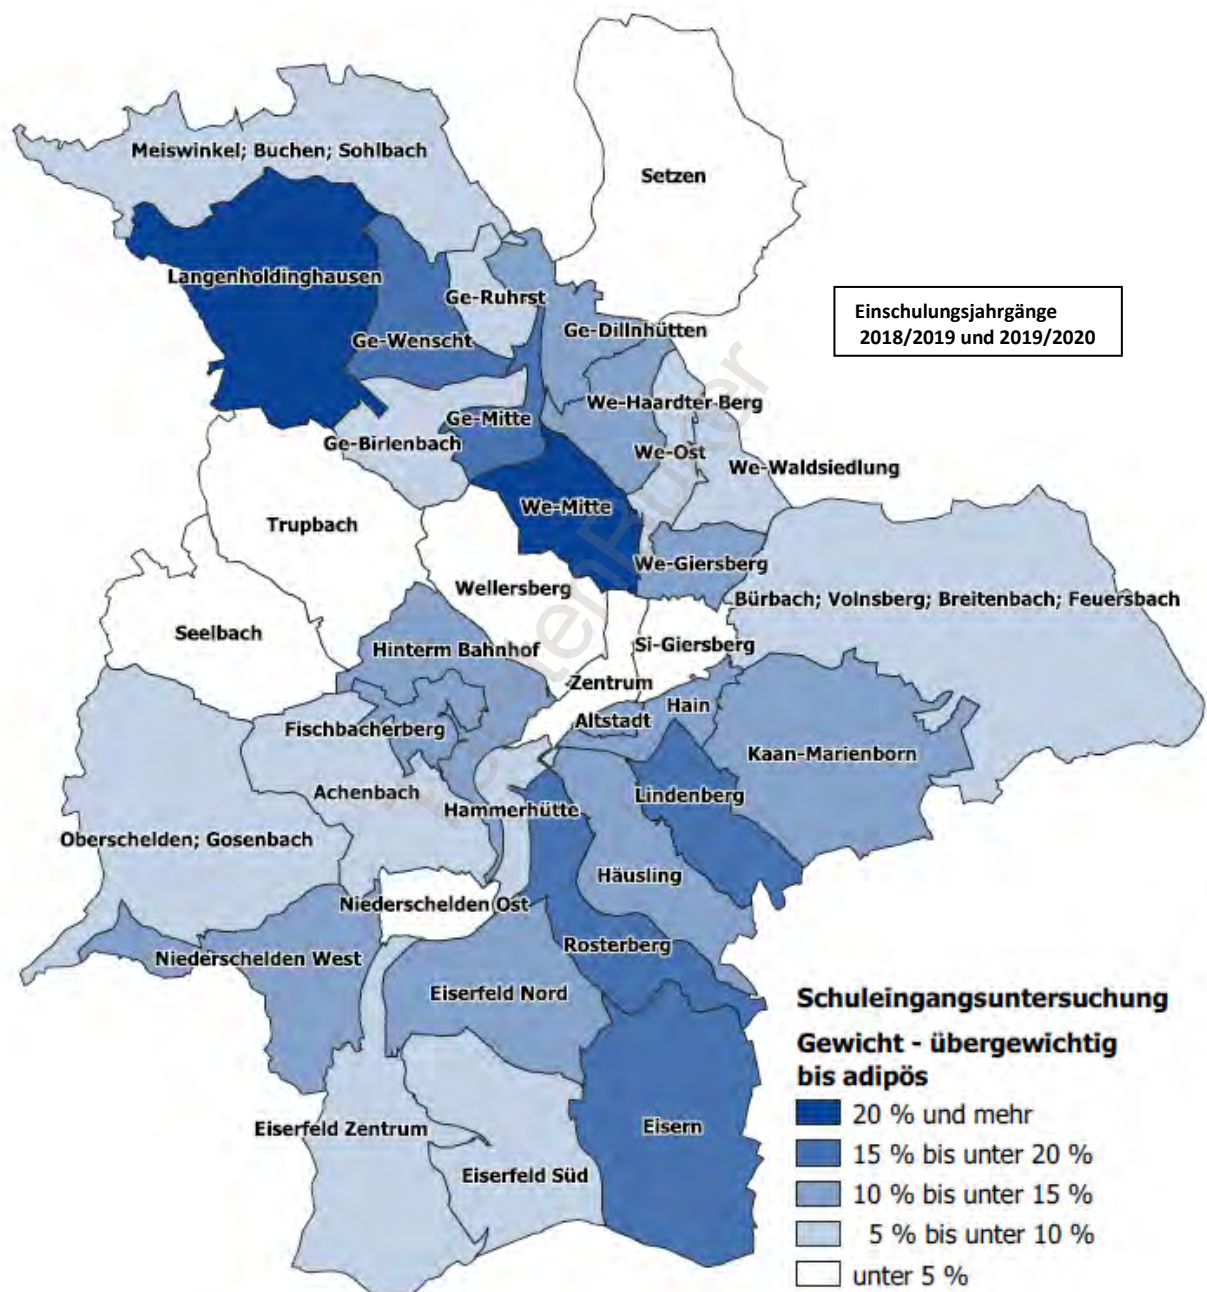 Meiswinkel; Buchen; Sohlbach
Setzen
Langenholdinghausen
Ge-Ruhrst
Einschulungsjahrgänge
2018/2019 und 2019/2020
Ge-Dillnhütten
Ge-Wenscht
We-Haardter Berg
Ge-Mitte
Ge-Birlenbach
We-Ost
We-Waldsiedlung
We-Mitte
Trupbach
We-Giersberg
Wellersberg
Bürbach; Volnsberg; Breitenbach; Feuersbach
Seelbach
Si-Giersberg
Hinterm Bahnhof
Zentrum
Hain
Altstadt
Fischbacherberg
Kaan-Marienborn
Achenbach
Lindenberg
Hammerhütte
Oberschelden; Gosenbach
Häusling
Niederschelden Ost
Rosterberg
Niederschelden West
Eiserfeld Nord
Eiserfeld Zentrum
Eisern
Eiserfeld Süd
Schuleingangsuntersuchung
Gewicht - übergewichtig
bis adipös
20 % und mehr
15 % bis unter 20 %
10 % bis unter 15 %
5 % bis unter 10 %
unter 5 %